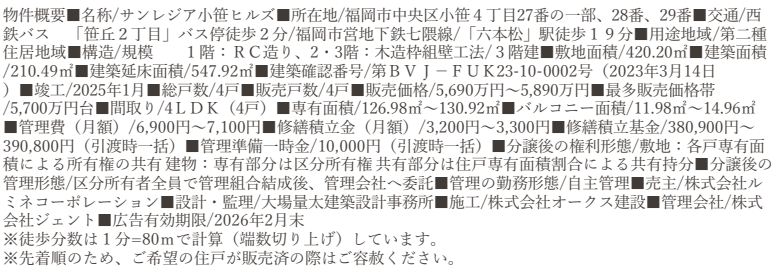 物件概要■名称/サンレジア小笹ヒルズ■所在地/福岡市中央区小笹４丁目27番の一部、28番、29番■交通/西
鉄バス　「笹丘２丁目」バス停徒歩２分/福岡市営地下鉄七隈線/「六本松」駅徒歩１９分■用途地域/第二種
住居地域■構造/規模　　１階：ＲＣ造り、2・3階：木造枠組壁工法/３階建■敷地面積/420.20㎡■建築面積
/210.49㎡■建築延床面積/547.92㎡■建築確認番号/第ＢＶＪ－ＦＵＫ23-10-0002号（2023年3月14日
）■竣工/2025年1月■総戸数/4戸■販売戸数/4戸■販売価格/5,690万円～5,890万円■最多販売価格帯
/5,700万円台■間取り/4ＬＤＫ（4戸）■専有面積/126.98㎡～130.92㎡■バルコニー面積/11.98㎡～14.96㎡
■管理費（月額）/6,900円～7,100円■修繕積立金（月額）/3,200円～3,300円■修繕積立基金/380,900円～
390,800円（引渡時一括）■管理準備一時金/10,000円（引渡時一括）■分譲後の権利形態/敷地：各戸専有面
積による所有権の共有 建物：専有部分は区分所有権 共有部分は住戸専有面積割合による共有持分■分譲後の
管理形態/区分所有者全員で管理組合結成後、管理会社へ委託■管理の勤務形態/自主管理■売主/株式会社ル
ミネコーポレーション■設計・監理/大場量太建築設計事務所■施工/株式会社オークス建設■管理会社/株式
会社ジェント■広告有効期限/2026年2月末
※徒歩分数は１分=80ｍで計算（端数切り上げ）しています。
※先着順のため、ご希望の住戸が販売済の際はご容赦ください。